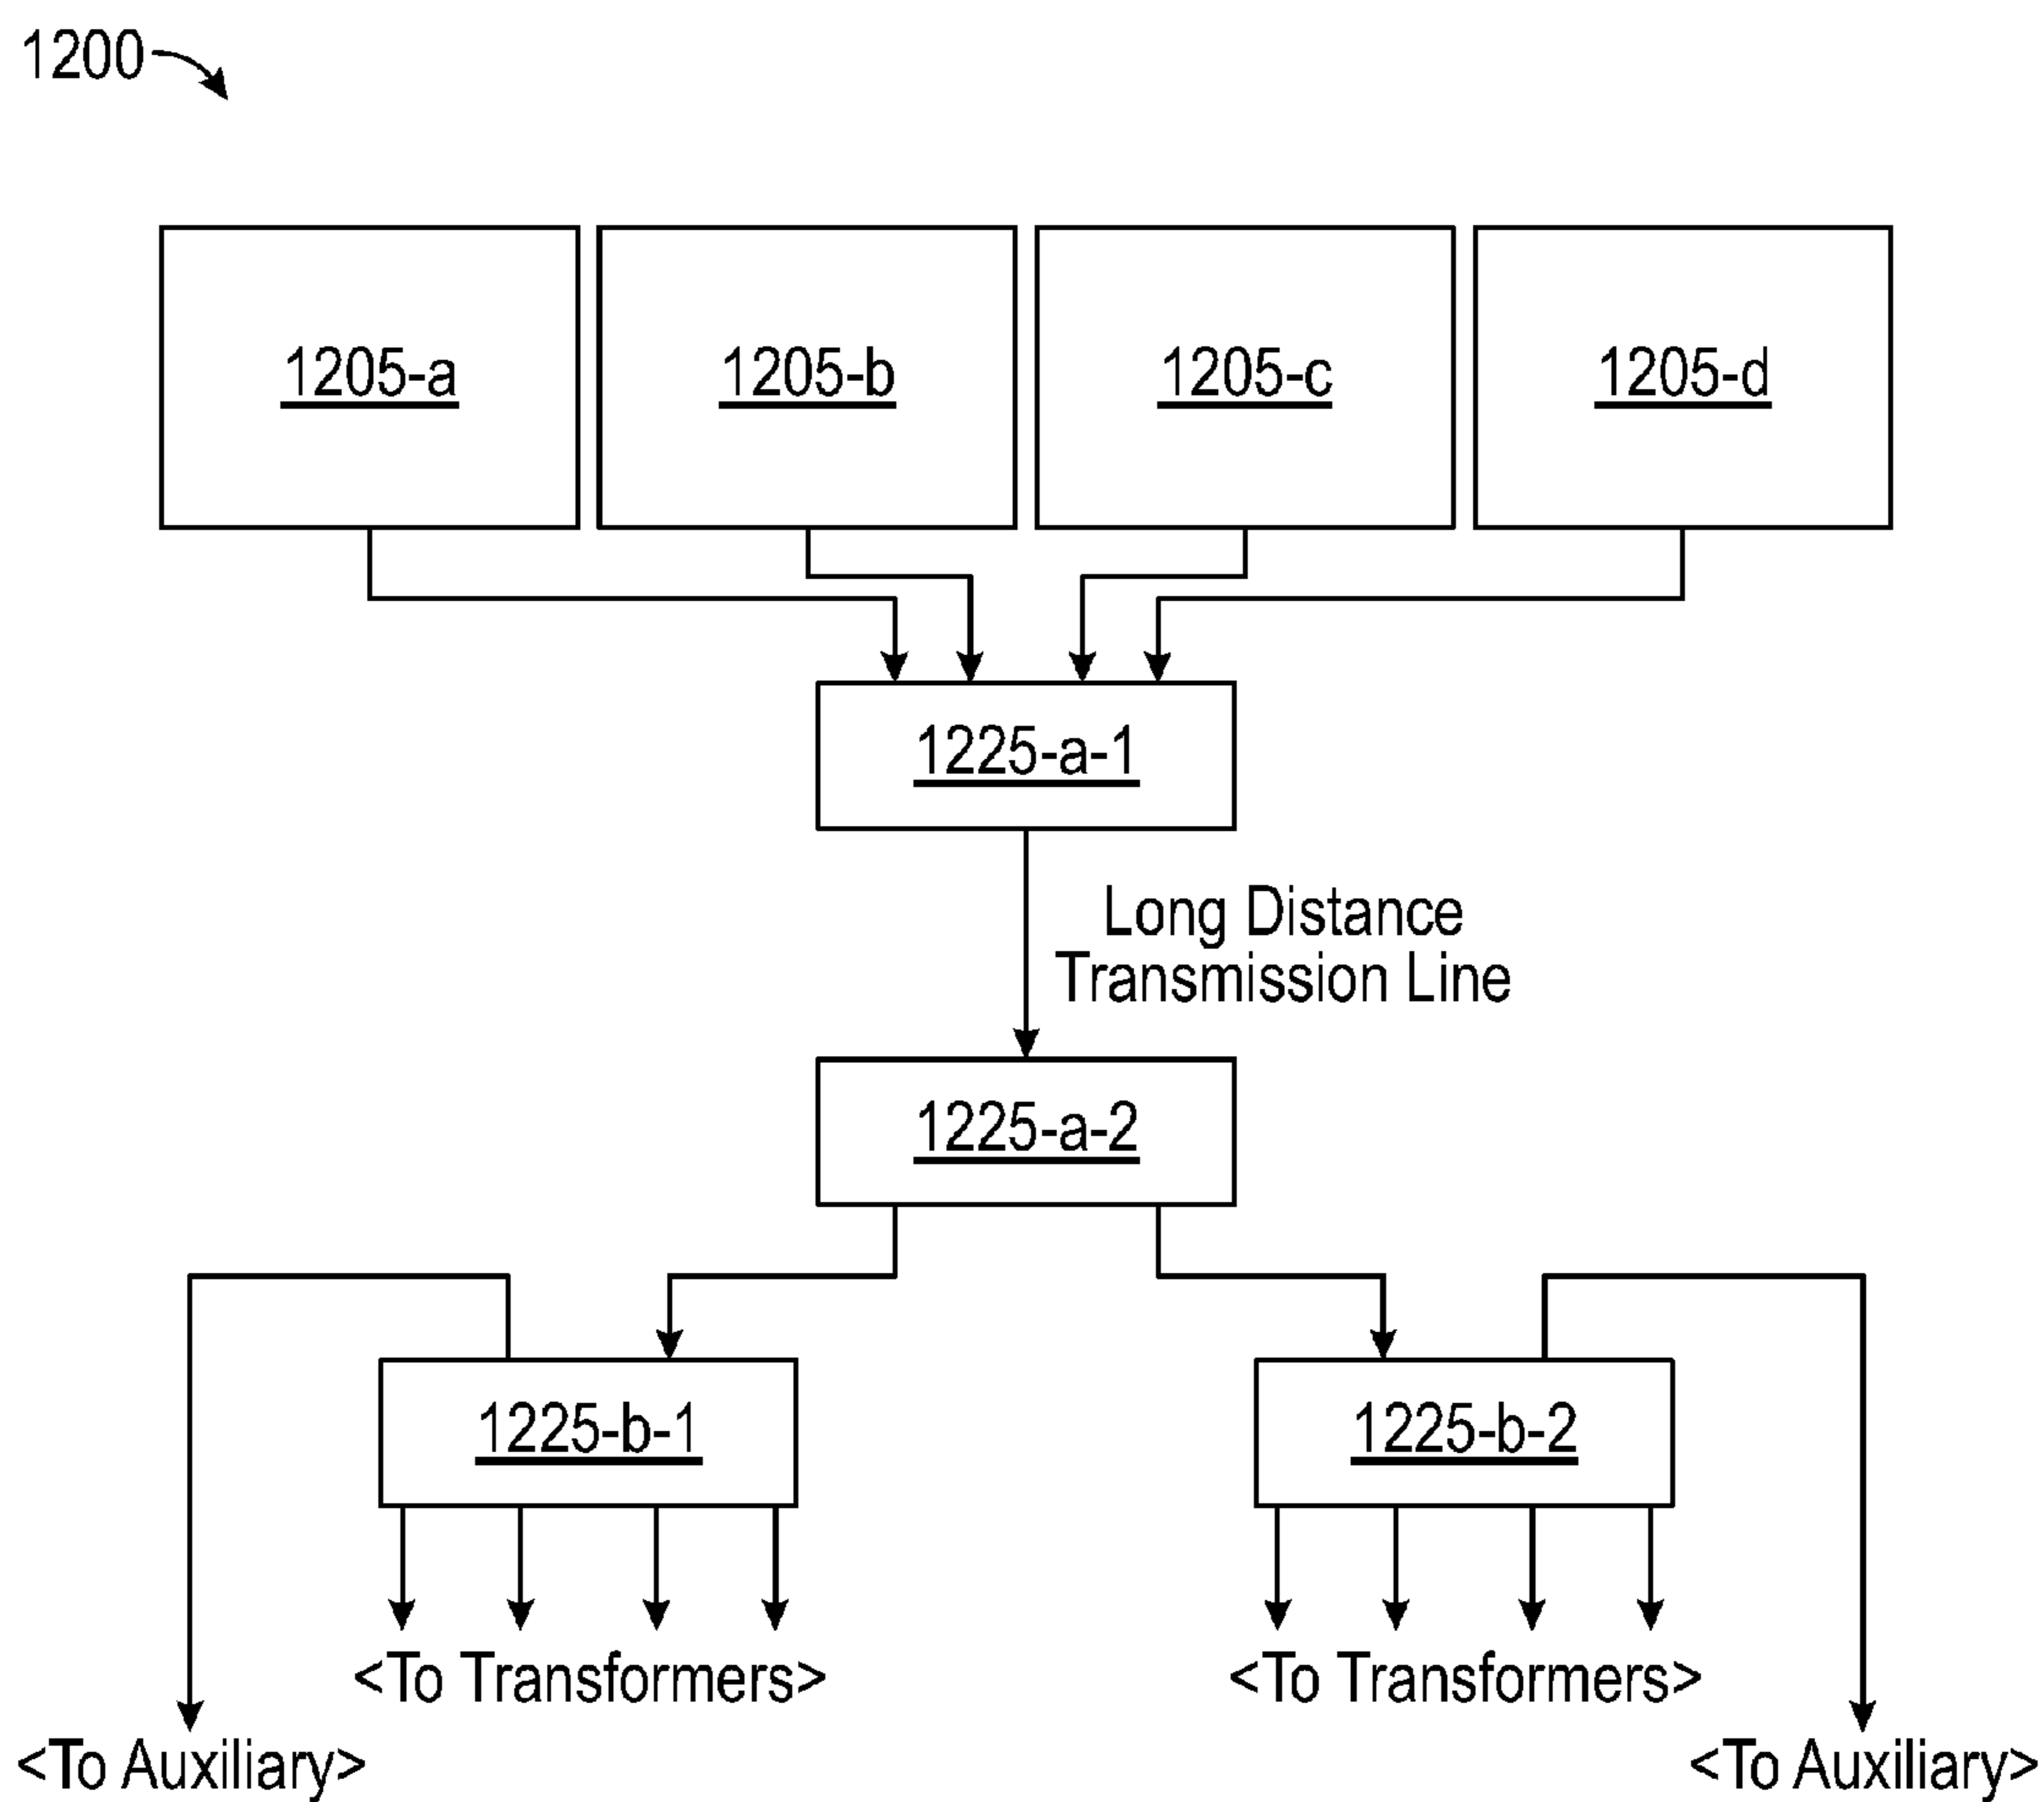 1200
1205-a
1205-b
1205-c
1205-d
1225-a-1
Long Distance
Transmission Line
1225-a-2
1225-b-1
1225-b-2
<To Transformers>
<To Transformers>
<To Auxiliary>
<To Auxiliary>